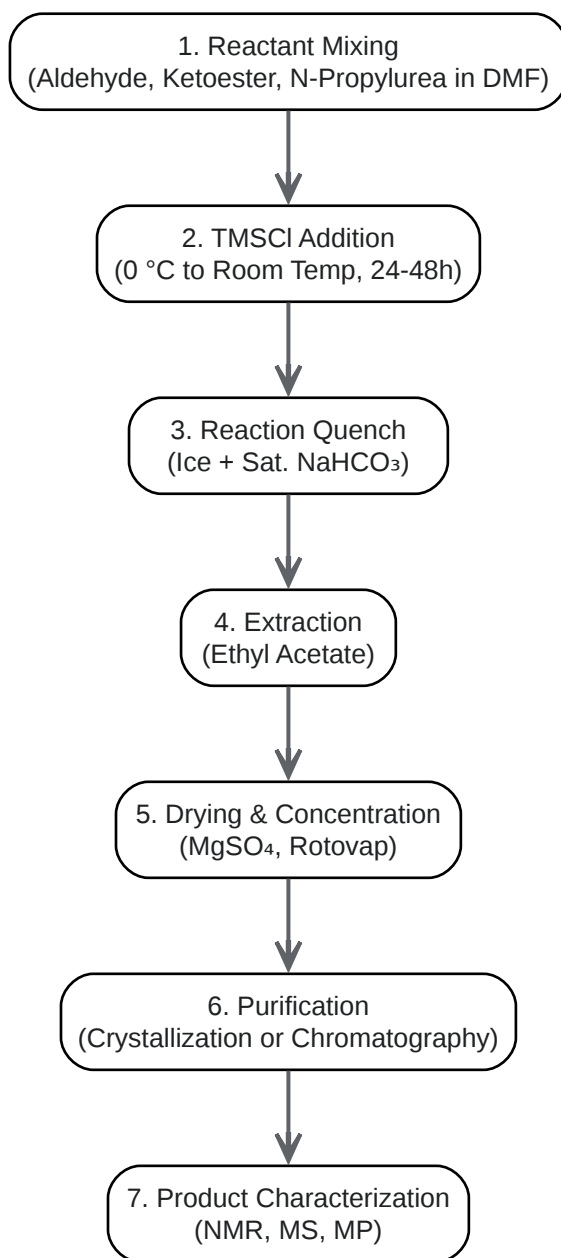 1. Reactant Mixing
(Aldehyde, Ketoester, N-Propylurea in DMF)
2. TMSCl Addition
(0 °C to Room Temp, 24-48h)
3. Reaction Quench
(Ice + Sat. NaHCO₃)
4. Extraction
(Ethyl Acetate)
5. Drying & Concentration
(MgSO₄, Rotovap)
6. Purification
(Crystallization or Chromatography)
7. Product Characterization
(NMR, MS, MP)